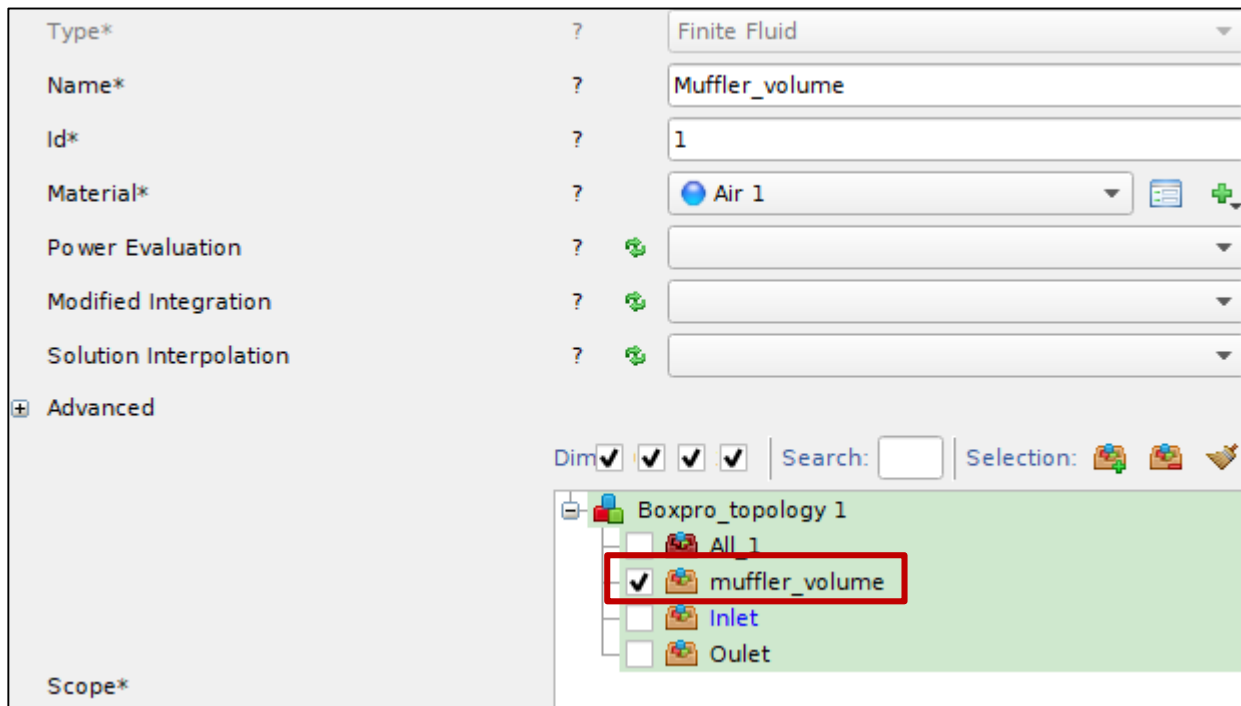 Type* ? Finite Fluid
Name* ? Muffler_volume
Id* ? 1
Material* ? Air 1
Power Evaluation ?
Modified Integration ?
Solution Interpolation ?
Advanced
Dim Search: Selection:
Boxpro_topology 1
All_1
muffler_volume
Inlet
Oulet
Scope*